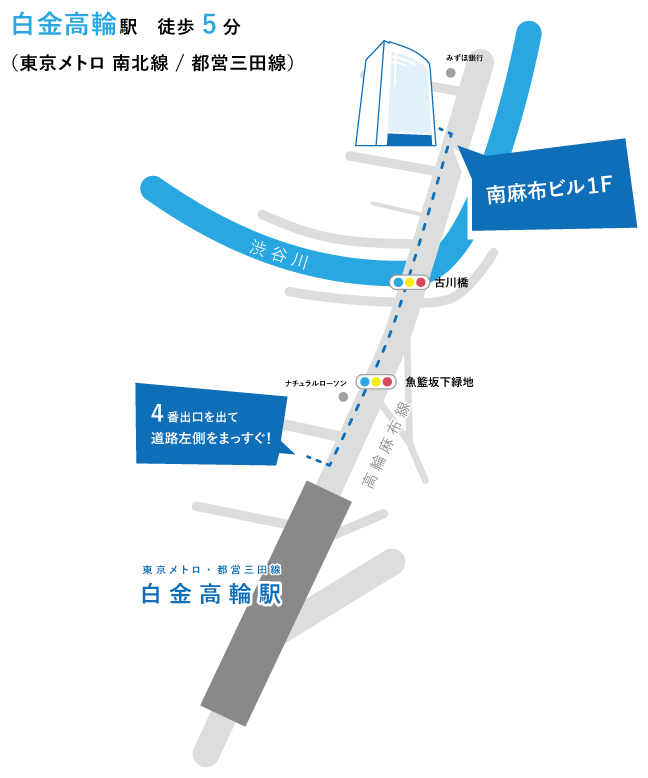 白金高輪駅 徒歩 5 分
（東京メトロ 南北線 / 都営三田線）
みずほ銀行
南麻布ビル1F
渋谷川
古川橋
ナチュラルローソン
魚籃坂下緑地
4番出口を出て
道路左側をまっすぐ！
高輪麻布線
東京メトロ・都営三田線
白金高輪駅